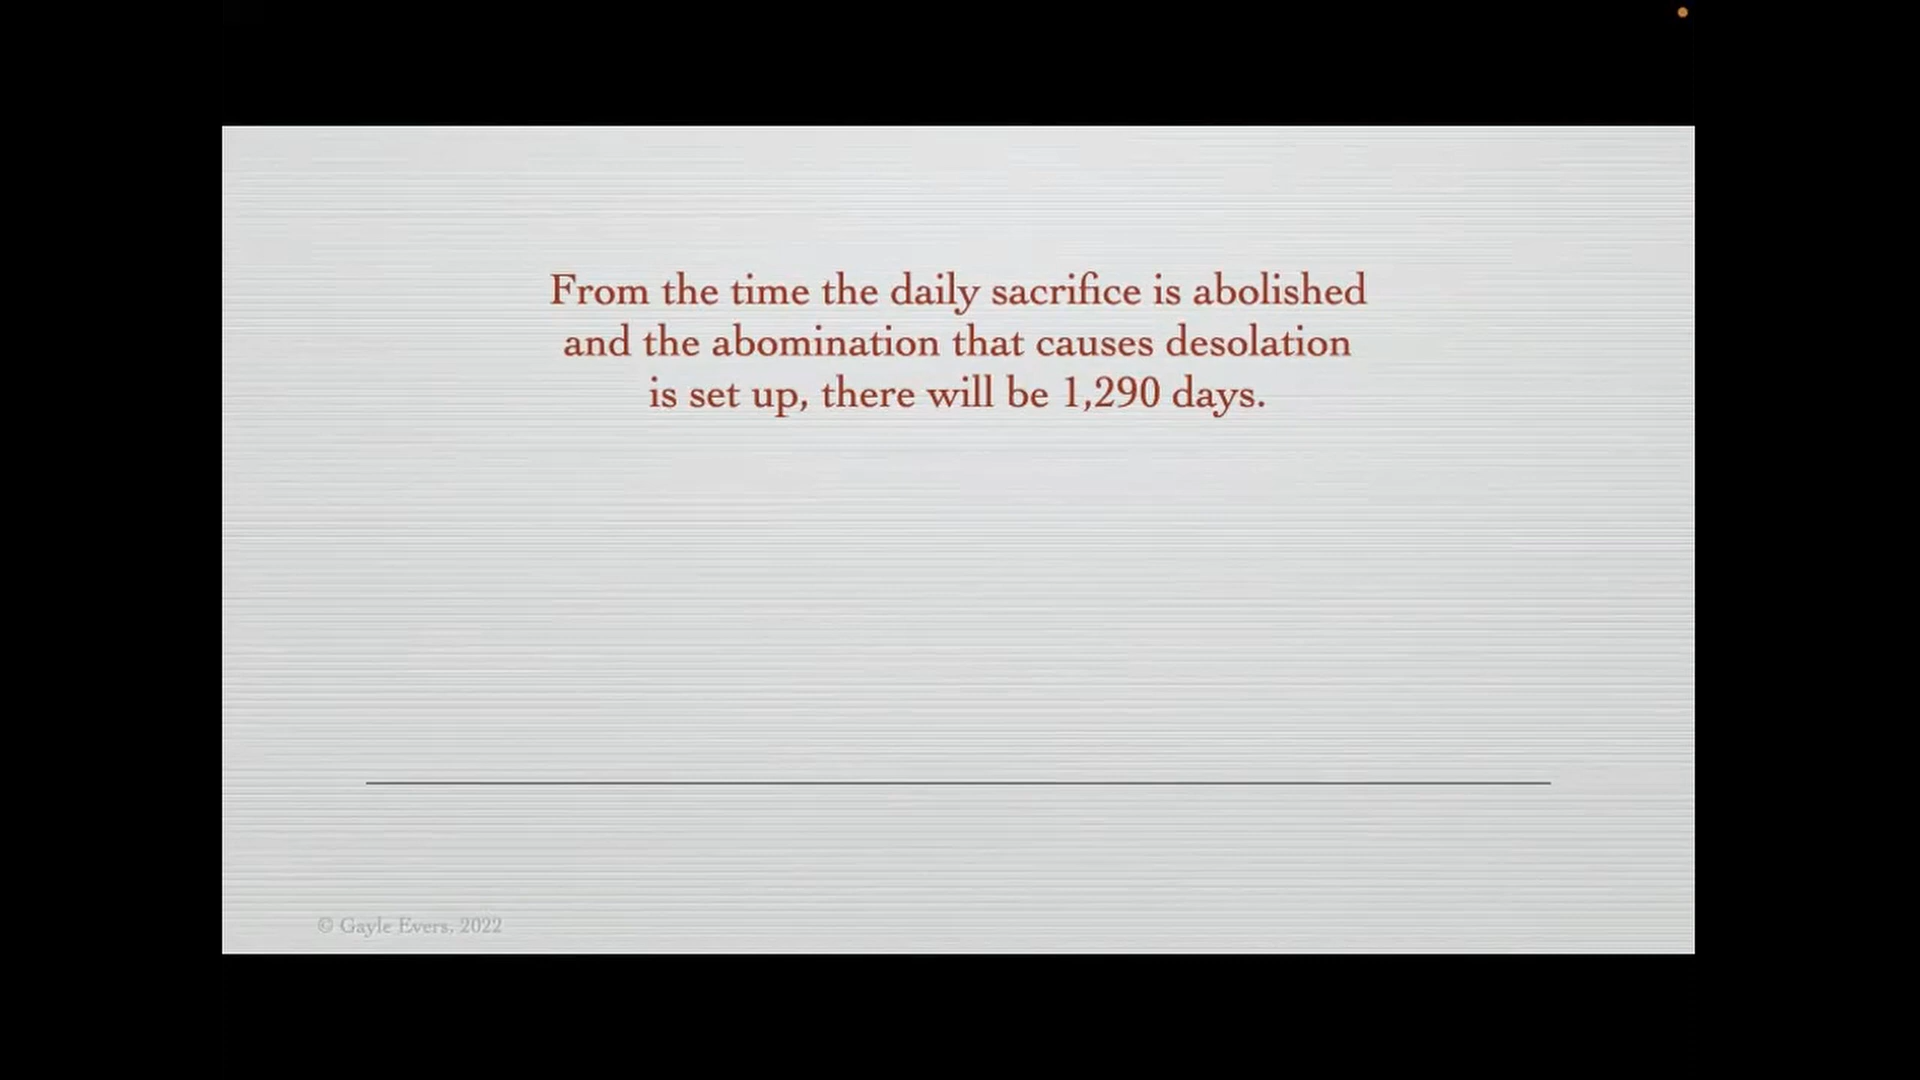 From the time the daily sacrifice is abolished
and the abomination that causes desolation
is set up, there will be 1,290 days.
© Gayle Evers, 2022